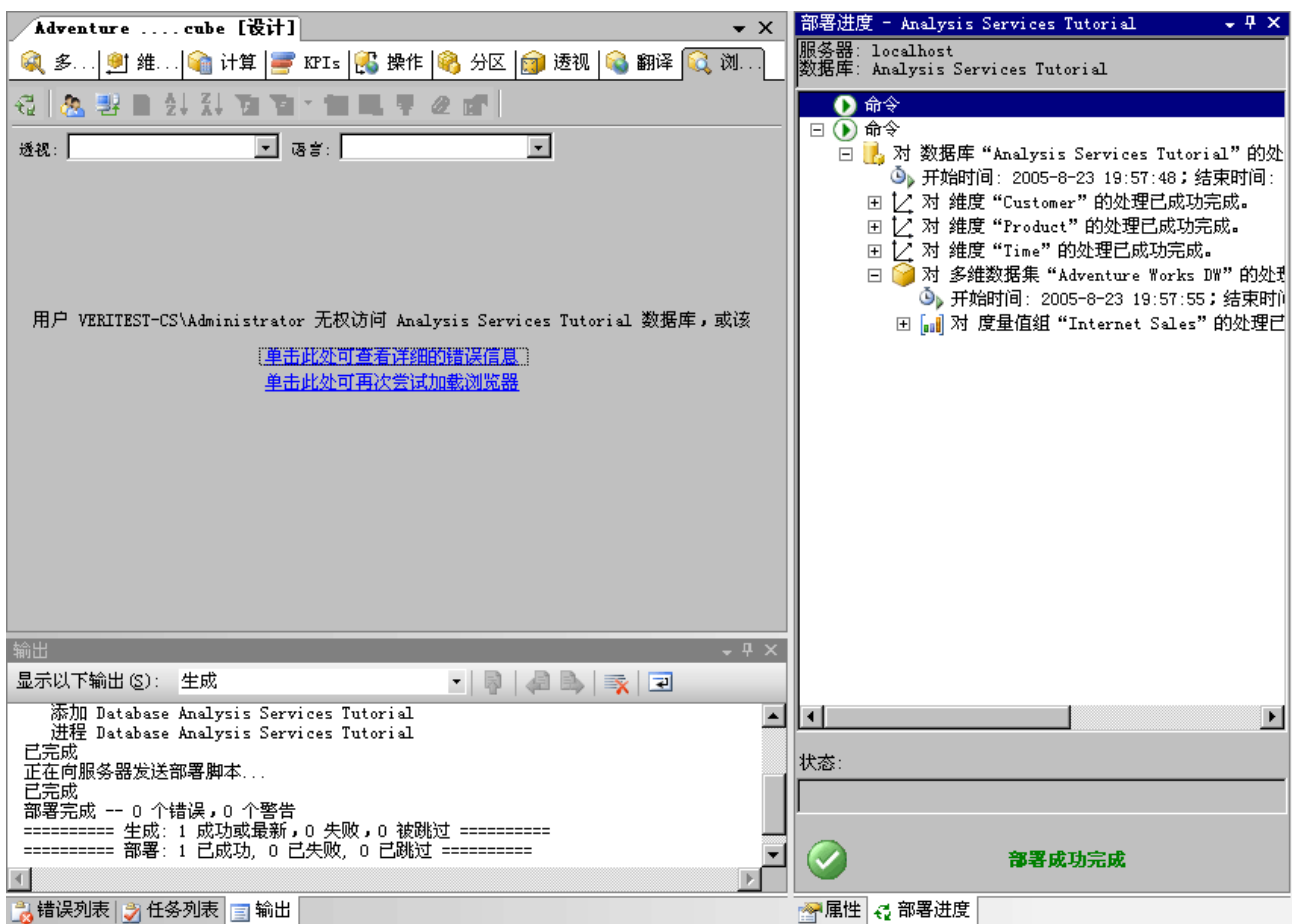 Adventure ....cube [设计]
多...
维...
计算
KPIs
操作
分区
透视
翻译
浏...
透视:
语言:
用户 VERITEST-CS\Administrator 无权访问 Analysis Services Tutorial 数据库，或该
单击此处可查看详细的错误信息
单击此处可再次尝试加载浏览器
输出
显示以下输出(S): 生成
添加 Database Analysis Services Tutorial
进程 Database Analysis Services Tutorial
已完成
正在向服务器发送部署脚本...
已完成
部署完成 -- 0 个错误，0 个警告
========== 生成: 1 成功或最新，0 失败，0 被跳过 ==========
========== 部署: 1 已成功, 0 已失败, 0 已跳过 ==========
错误列表
任务列表
输出
部署进度 - Analysis Services Tutorial
服务器: localhost
数据库: Analysis Services Tutorial
命令
命令
对 数据库 “Analysis Services Tutorial” 的处
开始时间: 2005-8-23 19:57:48；结束时间:
对 维度 “Customer” 的处理已成功完成。
对 维度 “Product” 的处理已成功完成。
对 维度 “Time” 的处理已成功完成。
对 多维数据集 “Adventure Works DW” 的处理
开始时间: 2005-8-23 19:57:55；结束时间
对 度量值组 “Internet Sales” 的处理已
状态:
部署成功完成
属性
部署进度